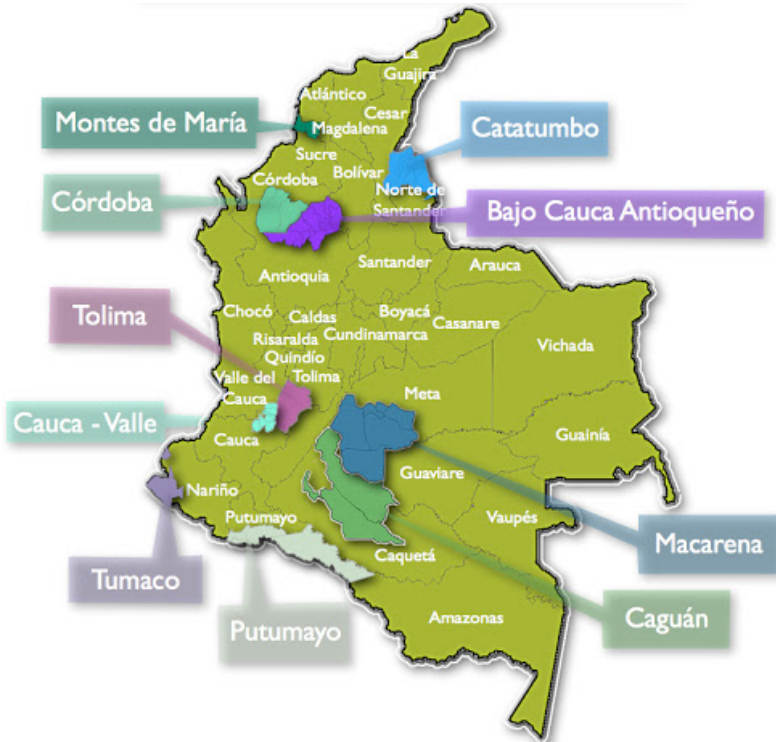 La
Guajira
Atlántico
Cesar
Montes de María
Magdalena
Catatumbo
Sucre
Bolívar
Córdoba
Norte de
Santander
Córdoba
Bajo Cauca Antioqueño
Santander
Arauca
Antioquia
Chocó
Caldas
Boyacá
Casanare
Tolima
Risaralda
Cundinamarca
Quindío
Vichada
Valle del
Cauca
Tolima
Meta
Cauca - Valle
Cauca
Guainía
Guaviare
Nariño
Putumayo
Vaupés
Macarena
Caquetá
Tumaco
Putumayo
Amazonas
Caguán